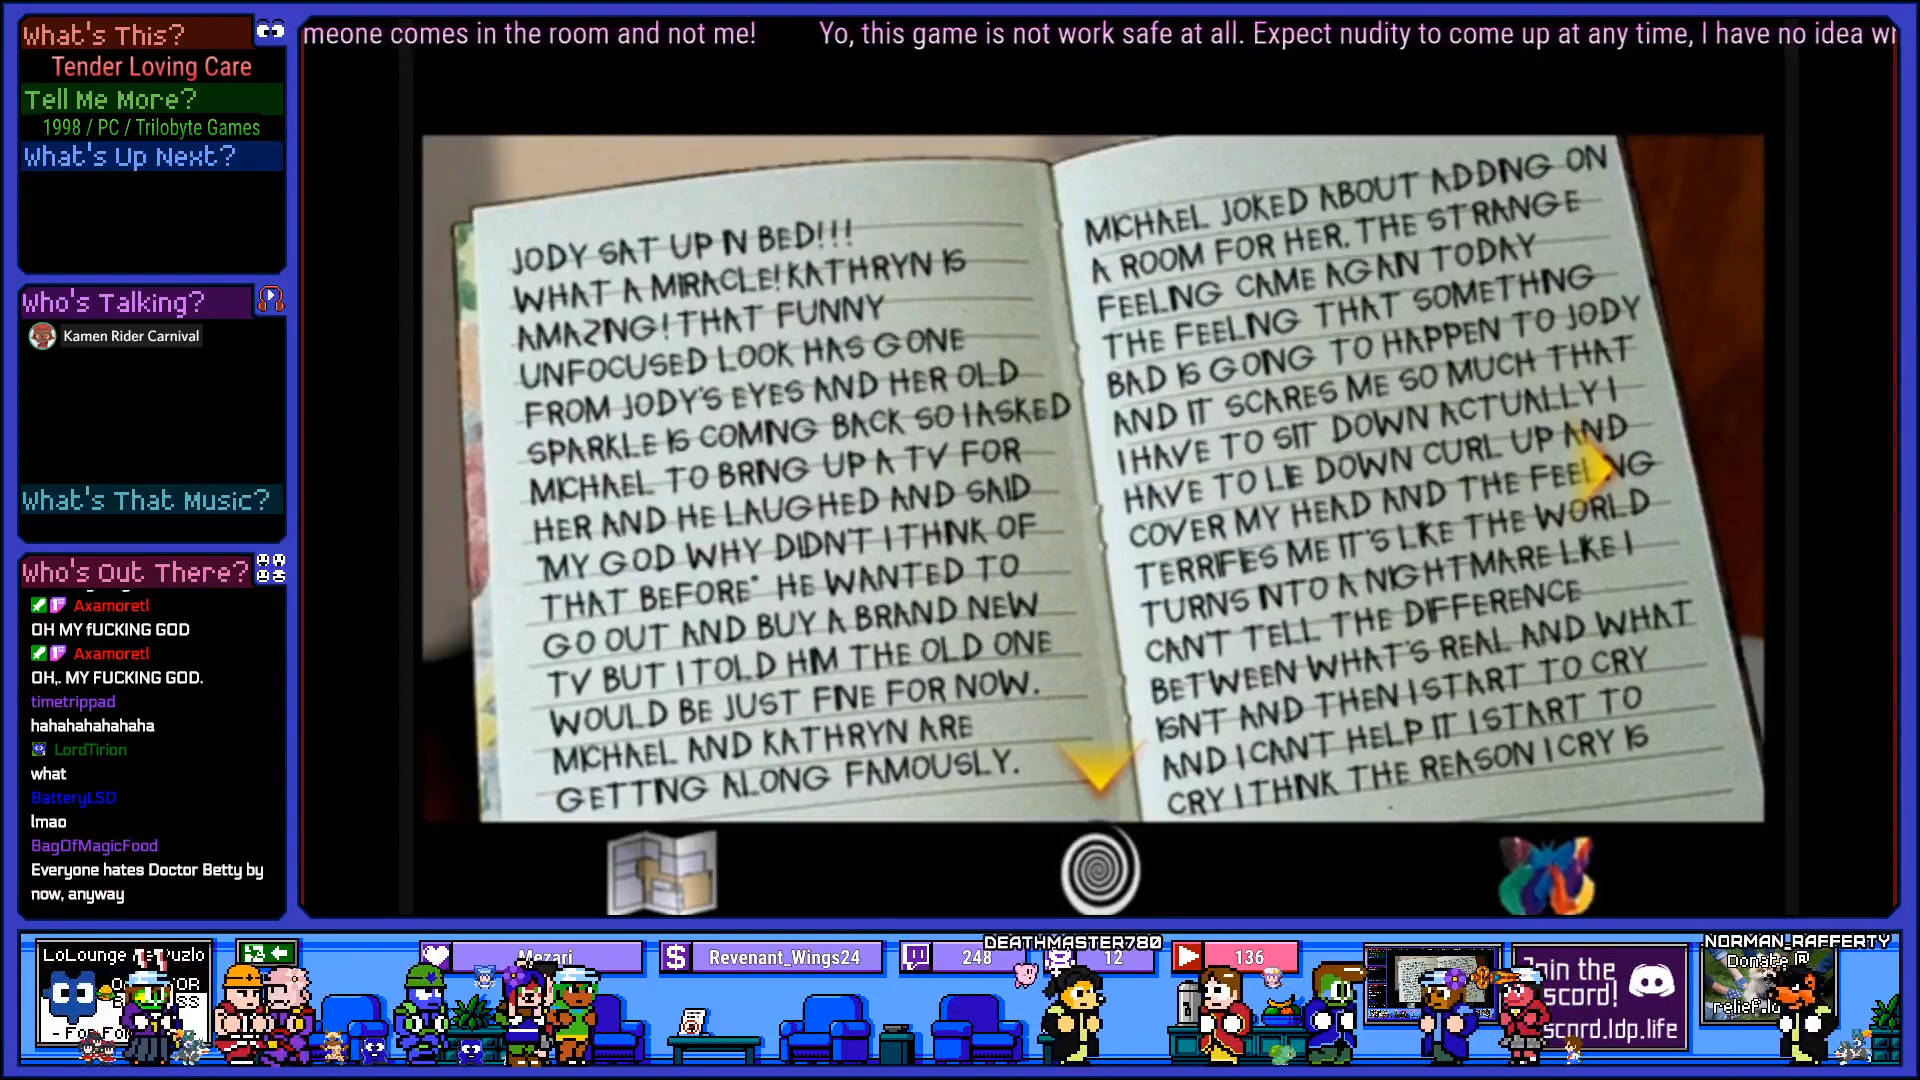 What's This?
Tender Loving Care
Tell Me More?
1998 / PC / Trilobyte Games
What's Up Next?
Who's Talking?
Kamen Rider Carnival
What's That Music?
Who's Out There?
Axamoretl
OH MY fUCKING GOD
Axamoretl
OH,. MY FUCKING GOD.
timetrippad
hahahahahahaha
LordTirion
what
BatteryLSD
lmao
BagOfMagicFood
Everyone hates Doctor Betty by
now, anyway
meone comes in the room and not me! Yo, this game is not work safe at all. Expect nudity to come up at any time, I have no idea
JODY SAT UP IN BED!!!
WHAT A MIRACLE! KATHRYN IS
AMAZING! THAT FUNNY
UNFOCUSED LOOK HAS GONE
FROM JODY'S EYES AND HER OLD
SPARKLE IS COMING BACK SO I ASKED
MICHAEL TO BRING UP A TV FOR
HER AND HE LAUGHED AND SAID
"MY GOD WHY DIDNT I THINK OF
THAT BEFORE" HE WANTED TO
GO OUT AND BUY A BRAND NEW
TV BUT I TOLD HIM THE OLD ONE
WOULD BE JUST FINE FOR NOW.
MICHAEL AND KATHRYN ARE
GETTING ALONG FAMOUSLY.
MICHAEL JOKED ABOUT ADDING ON
A ROOM FOR HER. THE STRANGE
FEELING CAME AGAIN TODAY
THE FEELING THAT SOMETHING
BAD IS GOING TO HAPPEN TO JODY
AND IT SCARES ME SO MUCH THAT
I HAVE TO SIT DOWN ACTUALLY I
HAVE TO LIE DOWN CURL UP AND
COVER MY HEAD AND THE FEELING
TERRIFIES ME IT'S LIKE THE WORLD
TURNS INTO A NIGHTMARE LIKE I
CAN'T TELL THE DIFFERENCE
BETWEEN WHAT'S REAL AND WHAT
ISNT AND THEN I START TO CRY
AND I CAN'T HELP IT I START TO
CRY I THINK THE REASON I CRY IS
LoLounge
Mezari
Revenant_Wings24
248
DEATHMASTER780
12
136
Join the
scord!
scord.ldp.life
NORMAN_RAFFERTY
Donate @
relief.